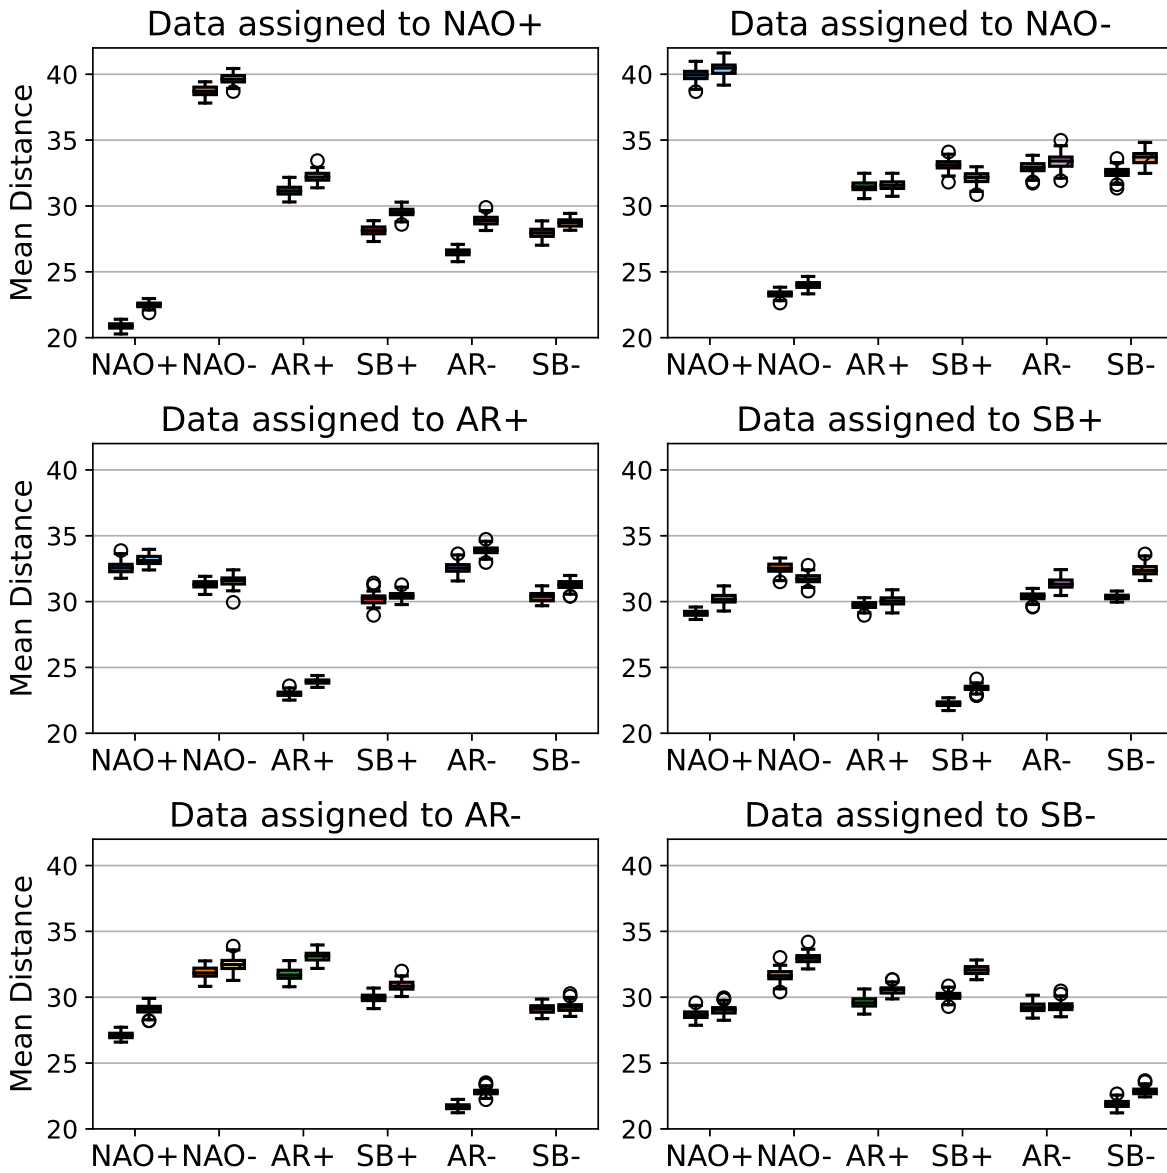 Data assigned to NAO+
Data assigned to NAO-
Mean Distance
40
35
30
25
20
40
35
30
25
20
NAO+ NAO- AR+ SB+ AR- SB-
NAO+ NAO- AR+ SB+ AR- SB-
Data assigned to AR+
Data assigned to SB+
Mean Distance
40
35
30
25
20
40
35
30
25
20
NAO+ NAO- AR+ SB+ AR- SB-
NAO+ NAO- AR+ SB+ AR- SB-
Data assigned to AR-
Data assigned to SB-
Mean Distance
40
35
30
25
20
40
35
30
25
20
NAO+ NAO- AR+ SB+ AR- SB-
NAO+ NAO- AR+ SB+ AR- SB-